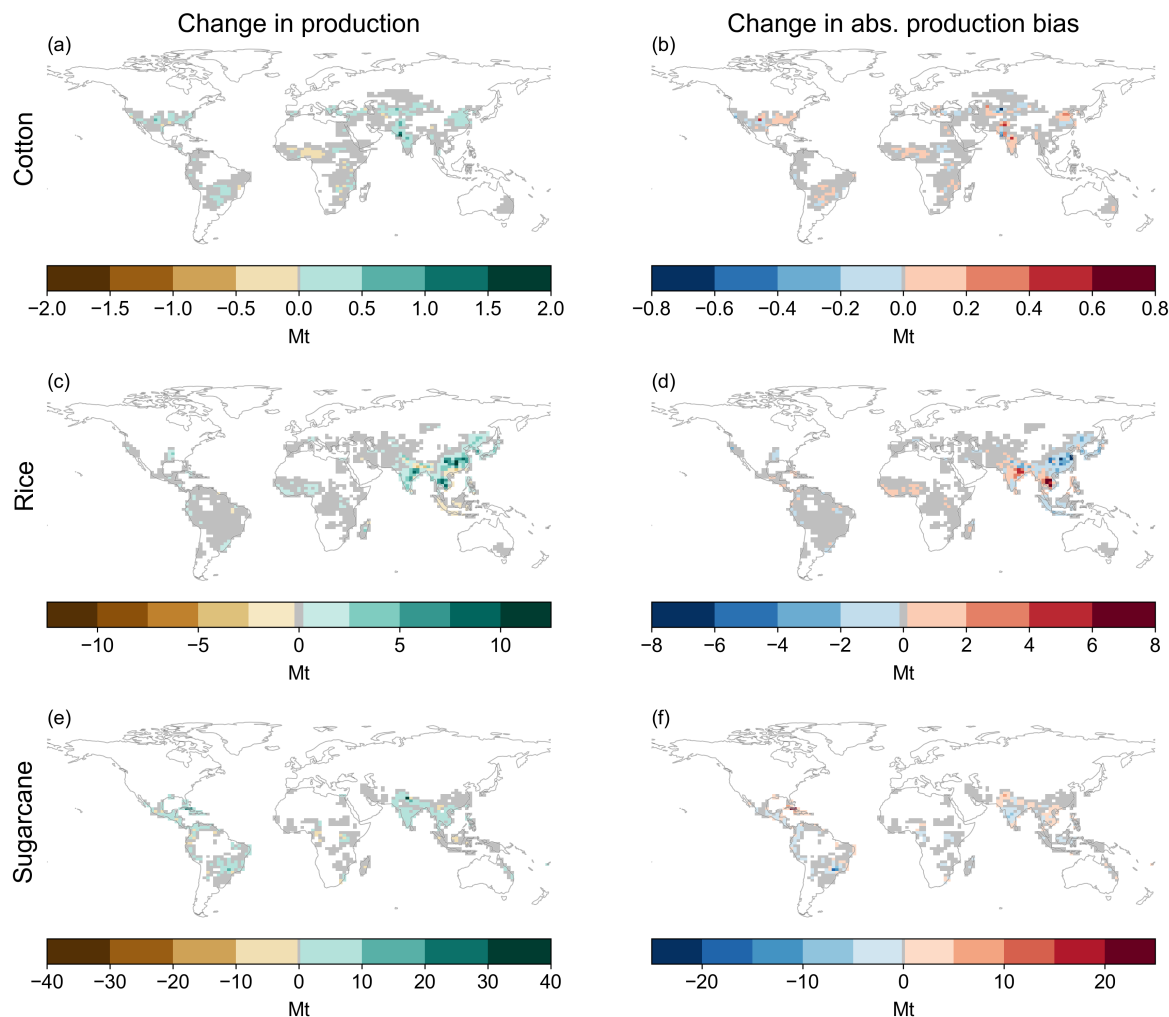 Change in production
Change in abs. production bias
(a)
(b)
Cotton
−2.0 −1.5 −1.0 −0.5 0.0 0.5 1.0 1.5 2.0
Mt
−0.8 −0.6 −0.4 −0.2 0.0 0.2 0.4 0.6 0.8
Mt
(c)
(d)
Rice
−10 −5 0 5 10
Mt
−8 −6 −4 −2 0 2 4 6 8
Mt
(e)
(f)
Sugarcane
−40 −30 −20 −10 0 10 20 30 40
Mt
−20 −10 0 10 20
Mt